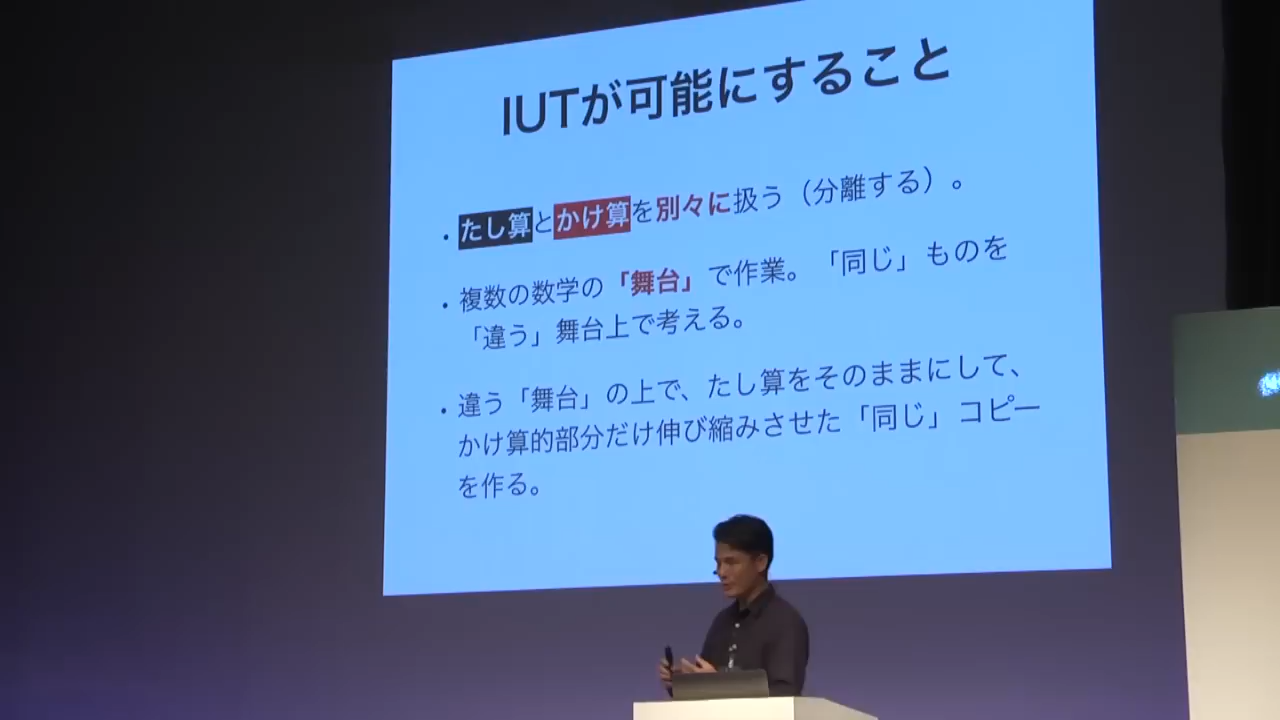 IUTが可能にすること
・たし算とかけ算を別々に扱う（分離する）。
・複数の数学の「舞台」で作業。「同じ」ものを
「違う」舞台上で考える。
・違う「舞台」の上で、たし算をそのままにして、
かけ算的部分だけ伸び縮みさせた「同じ」コピー
を作る。